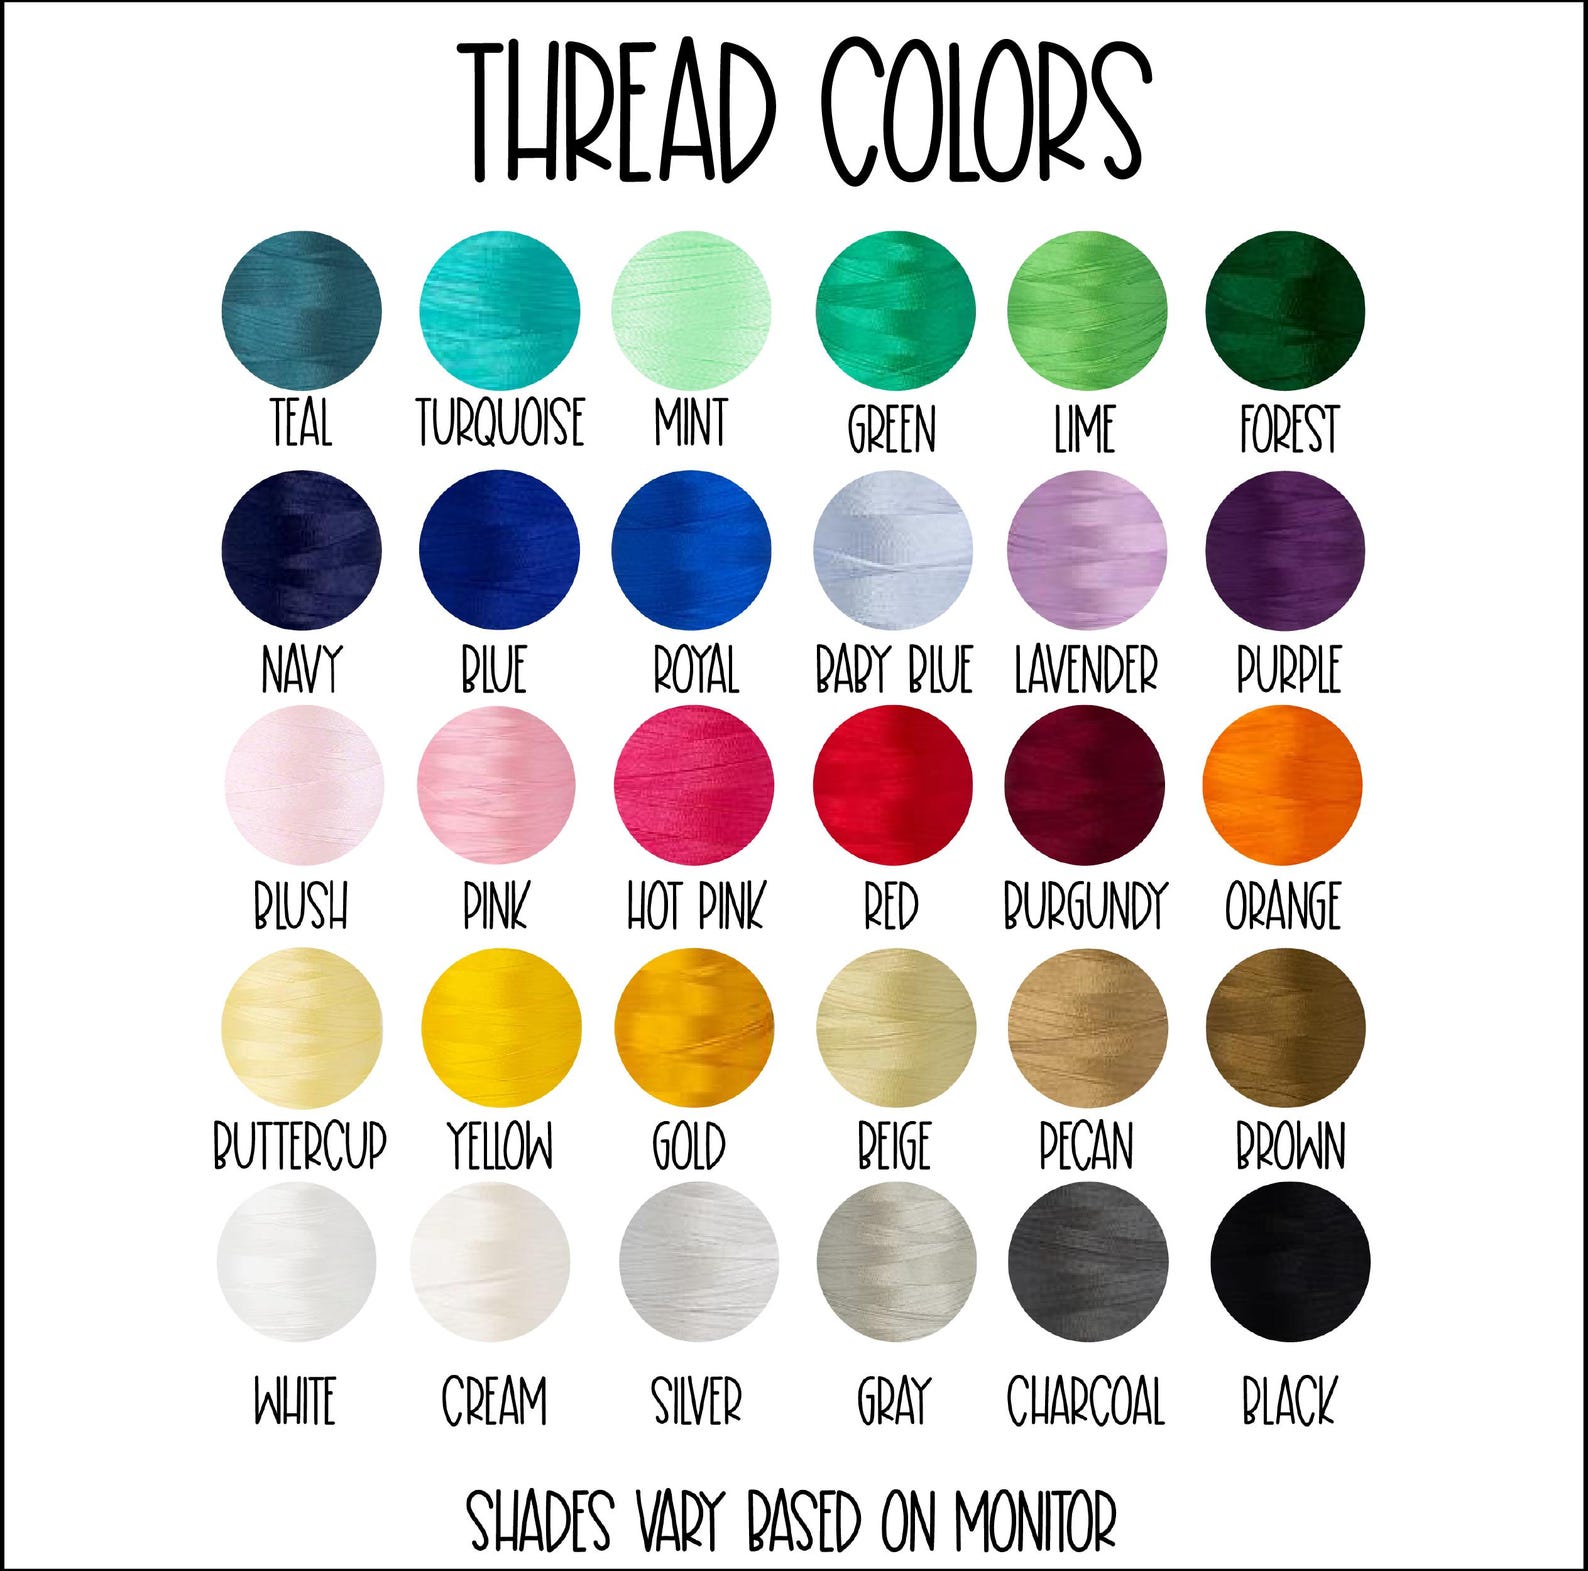 THREAD COLORS
TEAL TURQUOISE MINT GREEN LIME FOREST
NAVY BLUE ROYAL BABY BLUE LAVENDER PURPLE
BLUSH PINK HOT PINK RED BURGUNDY ORANGE
BUTTERCUP YELLOW GOLD BEIGE PECAN BROWN
WHITE CREAM SILVER GRAY CHARCOAL BLACK
SHADES VARY BASED ON MONITOR